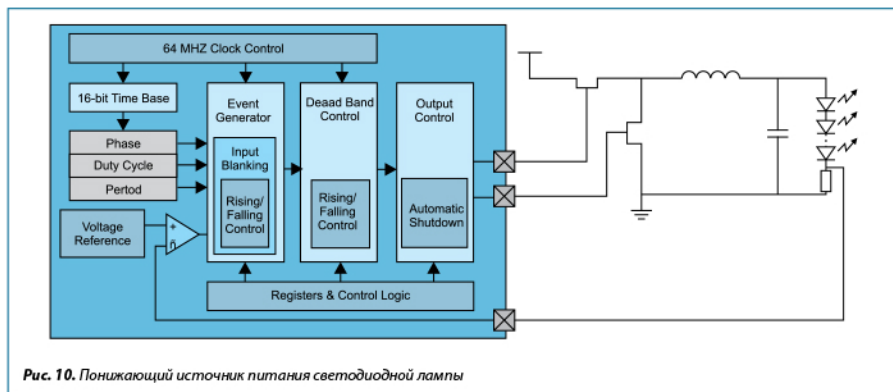 64 MHZ Clock Control
16-bit Time Base
Phase
Duty Cycle
Pertod
Voltage
Reference
+
ñ
Event
Generator
Input
Blanking
Rising/
Falling
Control
Deaad Band
Control
Rising/
Falling
Control
Output
Control
Automatic
Shutdown
Registers & Control Logic
Рис. 10. Понижающий источник питания светодиодной лампы